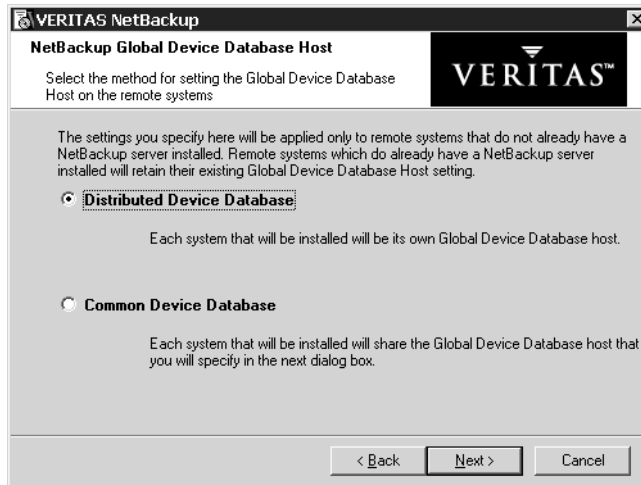 VERITAS NetBackup
NetBackup Global Device Database Host
Select the method for setting the Global Device Database
Host on the remote systems
VERITAS™
The settings you specify here will be applied only to remote systems that do not already have a
NetBackup server installed. Remote systems which do already have a NetBackup server
installed will retain their existing Global Device Database Host setting.
Distributed Device Database
Each system that will be installed will be its own Global Device Database host.
Common Device Database
Each system that will be installed will share the Global Device Database host that
you will specify in the next dialog box.
< Back
Next >
Cancel